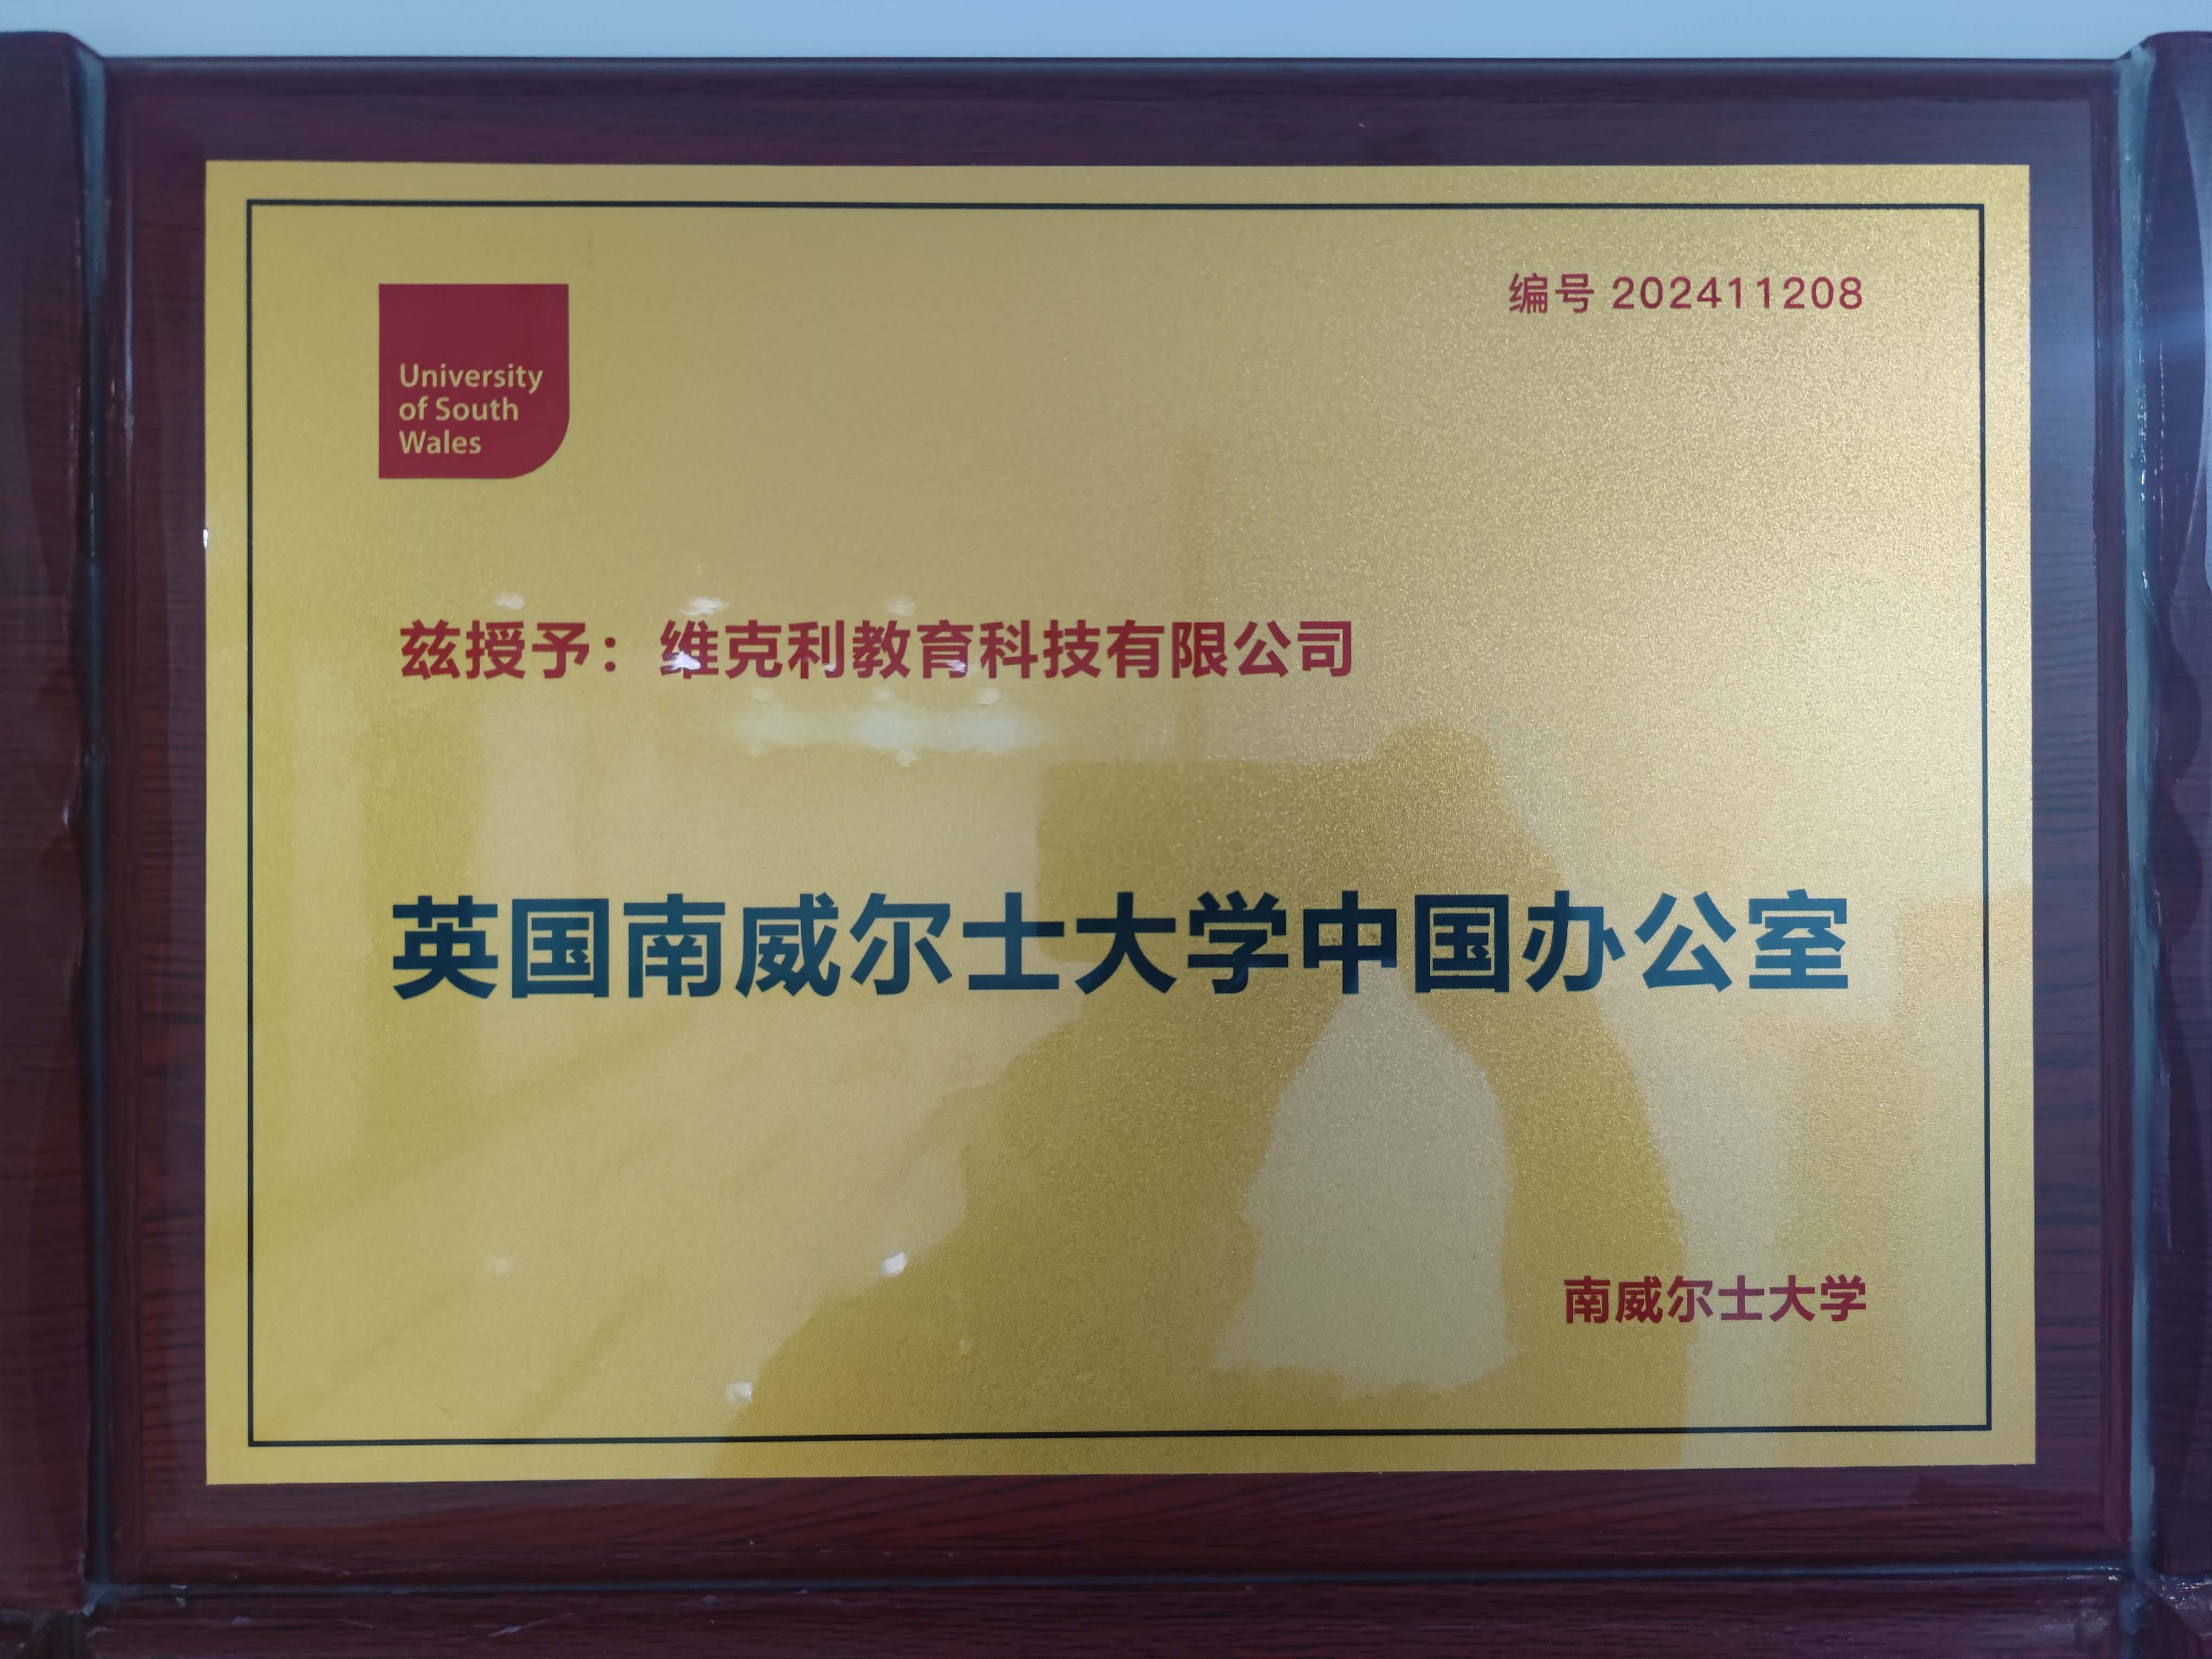 编号 202411208
University
of South
Wales
兹授予：维克利教育科技有限公司
英国南威尔士大学中国办公室
南威尔士大学